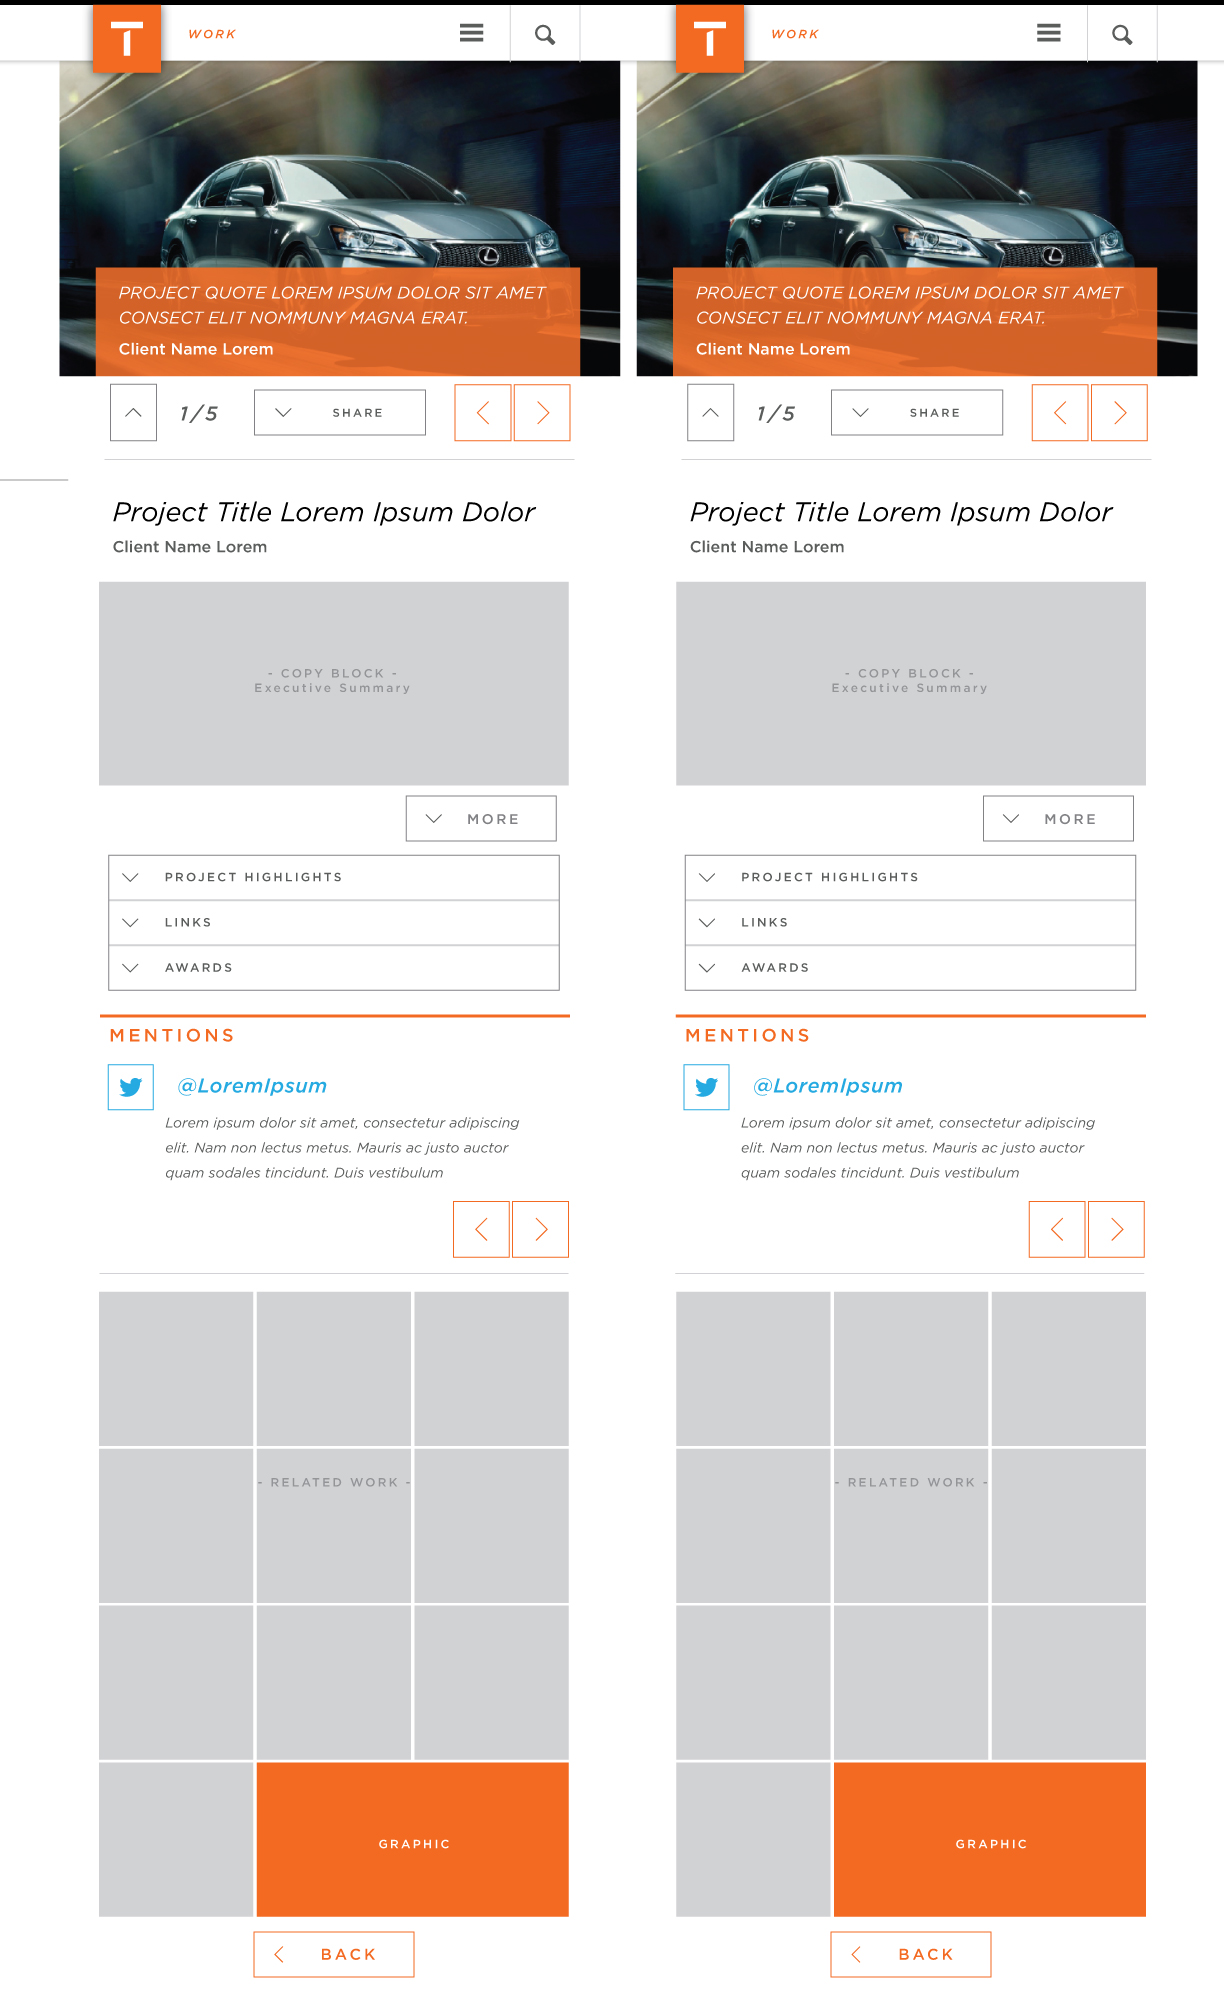 T
WORK
PROJECT QUOTE LOREM IPSUM DOLOR SIT AMET
CONSECT ELIT NOMMUNY MAGNA ERAT.
Client Name Lorem
1/5
SHARE
Project Title Lorem Ipsum Dolor
Client Name Lorem
- COPY BLOCK -
Executive Summary
MORE
PROJECT HIGHLIGHTS
LINKS
AWARDS
MENTIONS
@LoremIpsum
Lorem ipsum dolor sit amet, consectetur adipiscing
elit. Nam non lectus metus. Mauris ac justo auctor
quam sodales tincidunt. Duis vestibulum
- RELATED WORK -
GRAPHIC
BACK
T
WORK
PROJECT QUOTE LOREM IPSUM DOLOR SIT AMET
CONSECT ELIT NOMMUNY MAGNA ERAT.
Client Name Lorem
1/5
SHARE
Project Title Lorem Ipsum Dolor
Client Name Lorem
- COPY BLOCK -
Executive Summary
MORE
PROJECT HIGHLIGHTS
LINKS
AWARDS
MENTIONS
@LoremIpsum
Lorem ipsum dolor sit amet, consectetur adipiscing
elit. Nam non lectus metus. Mauris ac justo auctor
quam sodales tincidunt. Duis vestibulum
- RELATED WORK -
GRAPHIC
BACK